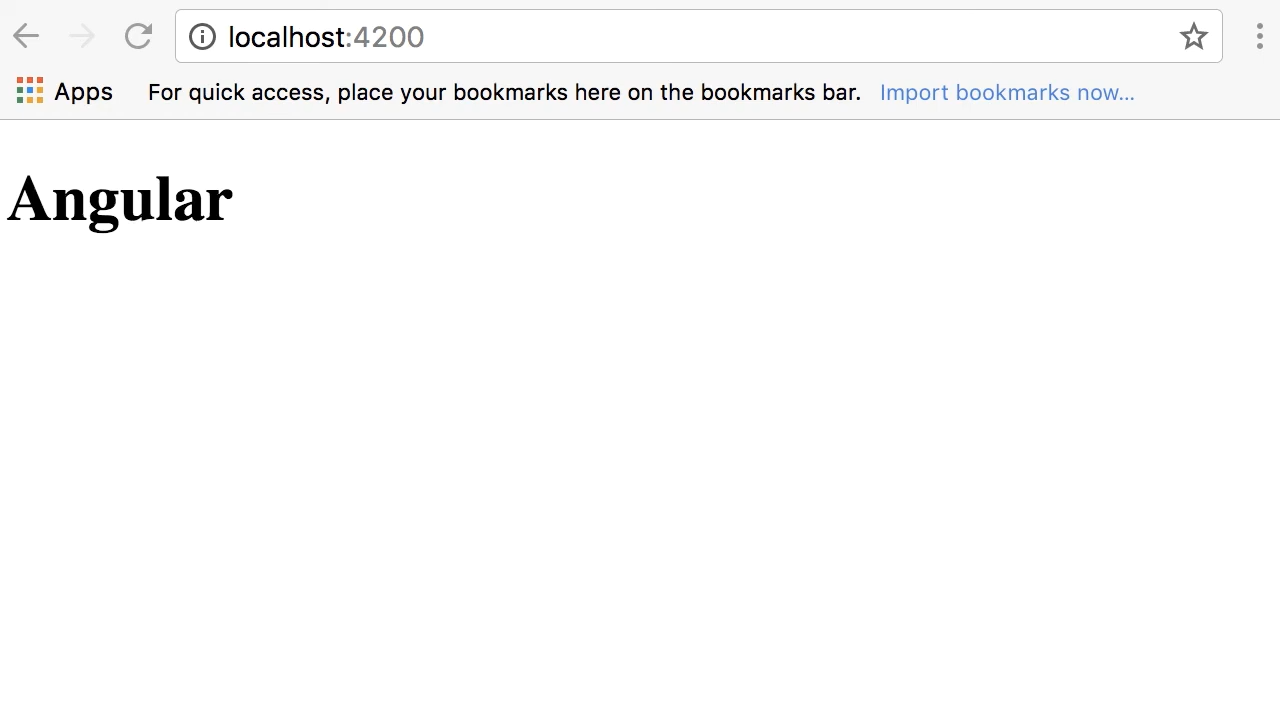 localhost:4200
Apps For quick access, place your bookmarks here on the bookmarks bar. Import bookmarks now...
Angular